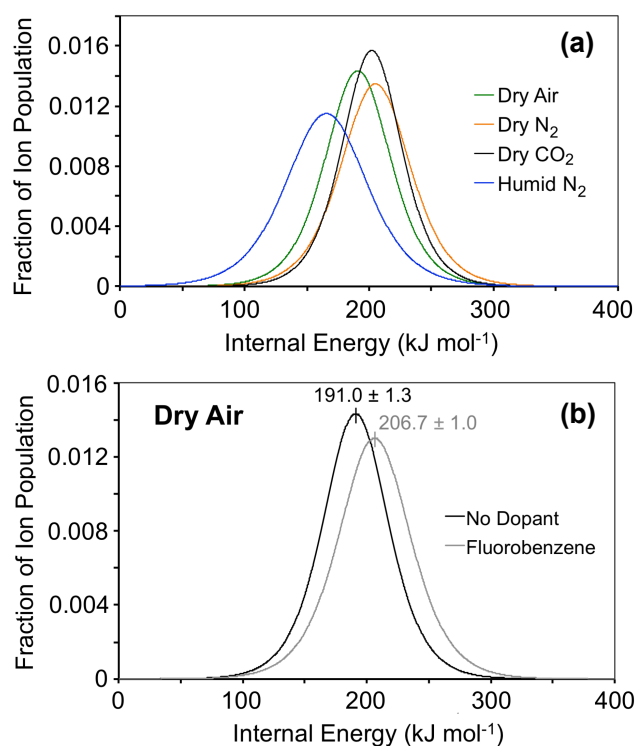 (a)
Fraction of Ion Population
0.016
0.012
0.008
0.004
0
Dry Air
Dry N₂
Dry CO₂
Humid N₂
0 100 200 300 400
Internal Energy (kJ mol⁻¹)
(b)
Dry Air
191.0 ± 1.3
206.7 ± 1.0
Fraction of Ion Population
0.016
0.012
0.008
0.004
0
No Dopant
Fluorobenzene
0 100 200 300 400
Internal Energy (kJ mol⁻¹)